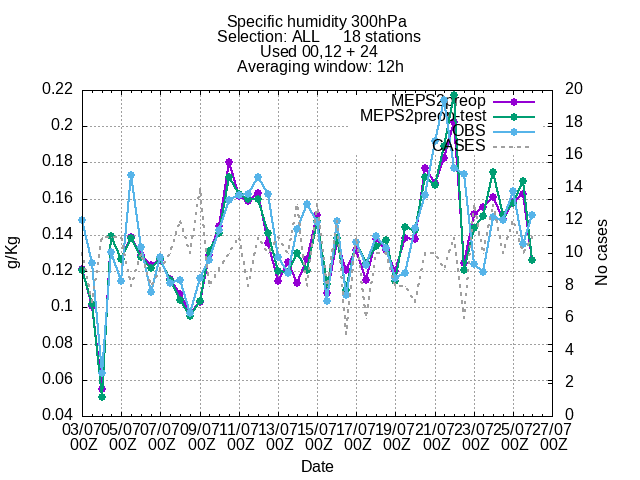 Specific humidity 300hPa
Selection: ALL 18 stations
Used 00,12 + 24
Averaging window: 12h
MEPS2preop
MEPS2preop-test
OBS
CASES
0.22
0.2
0.18
0.16
0.14
0.12
0.1
0.08
0.06
0.04
g/Kg
20
18
16
14
12
10
8
6
4
2
0
No cases
03/07 05/07 07/07 09/07 11/07 13/07 15/07 17/07 19/07 21/07 23/07 25/07 27/07
00Z 00Z 00Z 00Z 00Z 00Z 00Z 00Z 00Z 00Z 00Z 00Z 00Z
Date